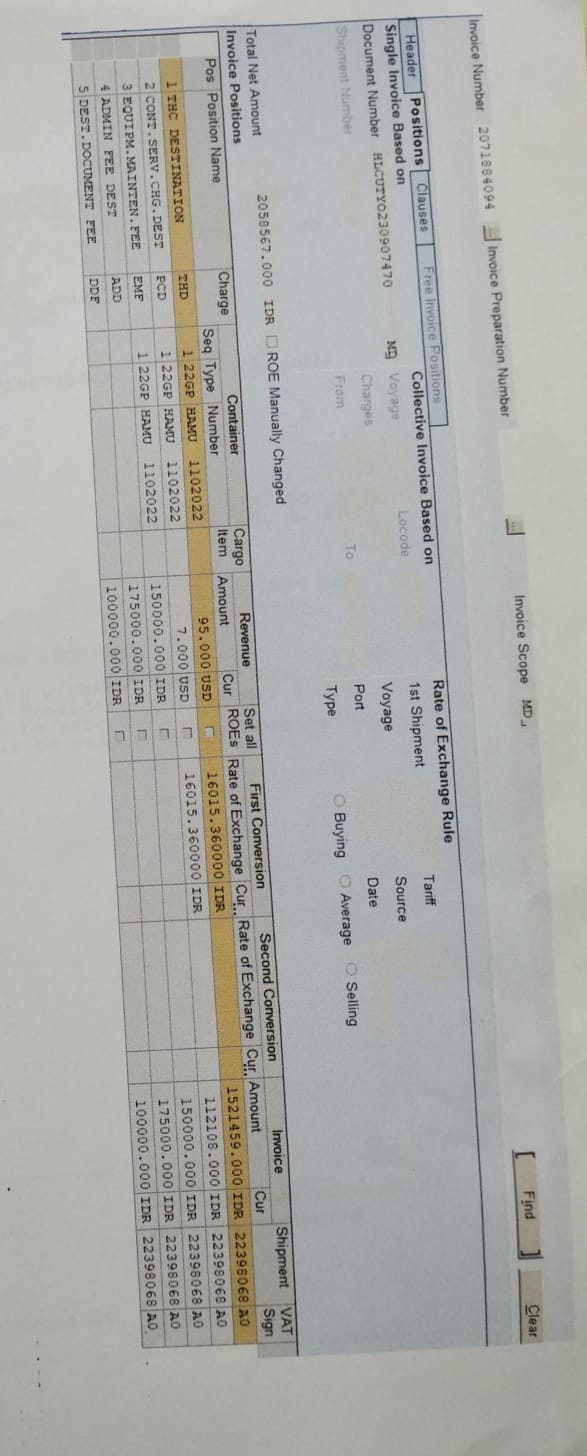 Invoice Number 2071884094 ... Invoice Preparation Number ... Invoice Scope MD Find Clear
Header Positions Clauses Free Invoice Positions
Single Invoice Based on Collective Invoice Based on Rate of Exchange Rule
Document Number HLCUTYO230907470 MD Voyage Locode 1st Shipment Tariff
Charges Voyage Source
Shipment Number From To Port Date
Type Buying Average Selling
Total Net Amount 2058567.000 IDR ROE Manually Changed
Invoice Positions
Container Cargo Revenue Set all First Conversion Second Conversion Invoice Shipment VAT
Pos Position Name Charge Seq Type Number Item Amount Cur ROEs Rate of Exchange Cur... Rate of Exchange Cur... Amount Cur Sign
1 THC DESTINATION THD 1 22GP HAMU 1102022 95.000 USD 16015.360000 IDR 1521459.000 IDR 22398068 A0
2 CONT.SERV.CHG.DEST PCD 1 22GP HAMU 1102022 7.000 USD 16015.360000 IDR 112108.000 IDR 22398068 A0
3 EQUIPM.MAINTEN.FEE EMF 1 22GP HAMU 1102022 150000.000 IDR 150000.000 IDR 22398068 A0
4 ADMIN FEE DEST ADD 175000.000 IDR 175000.000 IDR 22398068 A0
5 DEST.DOCUMENT FEE DDF 100000.000 IDR 100000.000 IDR 22398068 A0